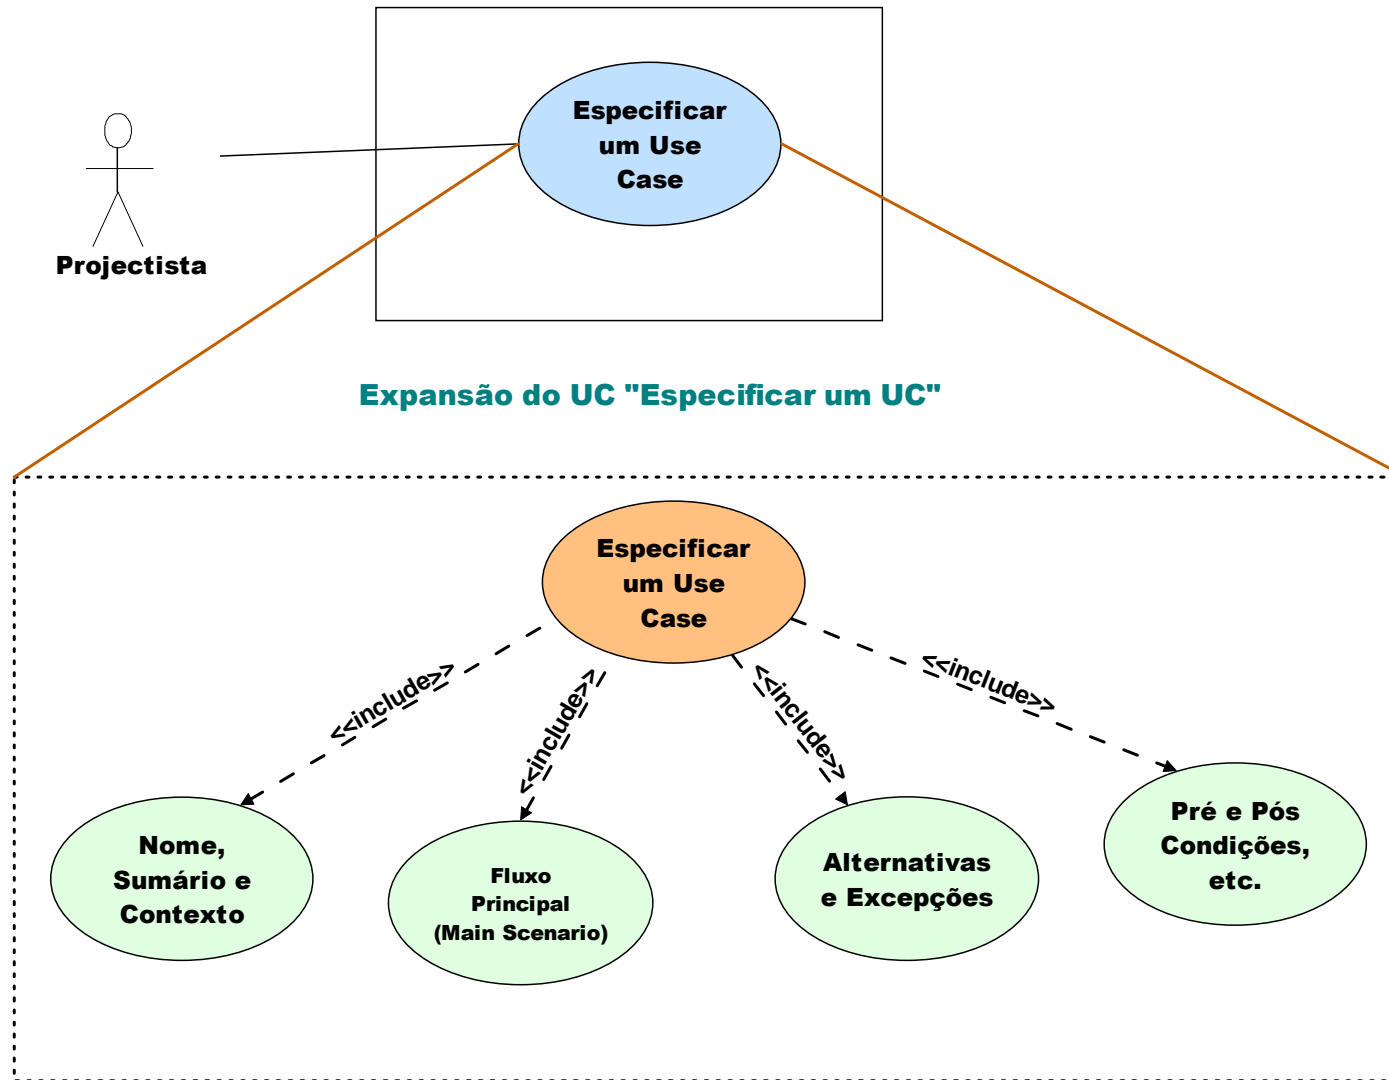 Especificar
um Use
Case
Projectista
Expansão do UC "Especificar um UC"
Especificar
um Use
Case
<<include>>
<<include>>
<<include>>
<<include>>
Nome,
Sumário e
Contexto
Fluxo
Principal
(Main Scenario)
Alternativas
e Excepções
Pré e Pós
Condições,
etc.